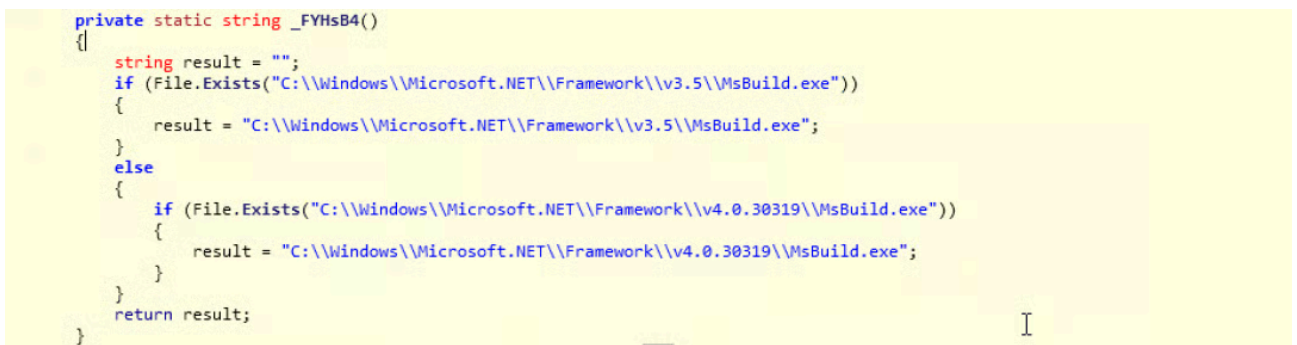 private static string _FYHsB4()
{
string result = "";
if (File.Exists("C:\\Windows\\Microsoft.NET\\Framework\\v3.5\\MsBuild.exe"))
{
result = "C:\\Windows\\Microsoft.NET\\Framework\\v3.5\\MsBuild.exe";
}
else
{
if (File.Exists("C:\\Windows\\Microsoft.NET\\Framework\\v4.0.30319\\MsBuild.exe"))
{
result = "C:\\Windows\\Microsoft.NET\\Framework\\v4.0.30319\\MsBuild.exe";
}
}
return result;
}